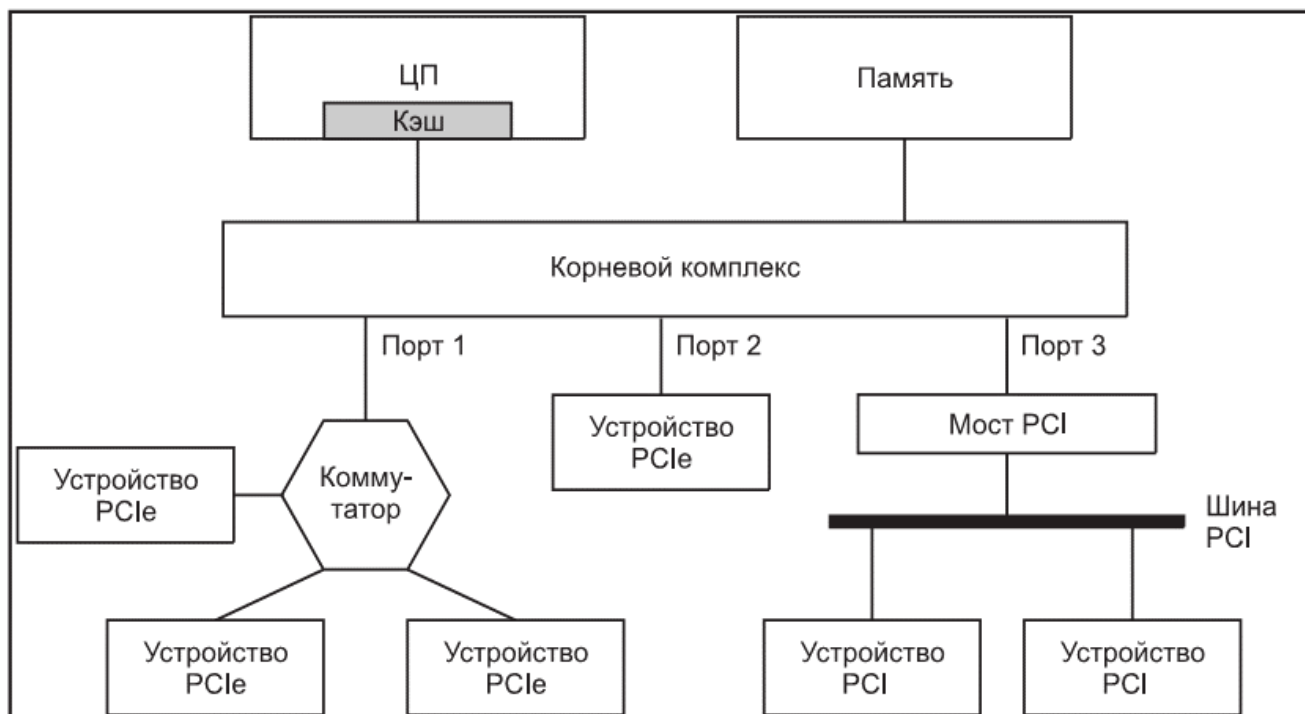 ЦП
Кэш
Память
Корневой комплекс
Порт 1
Порт 2
Порт 3
Устройство
PCIe
Комму-
татор
Устройство
PCIe
Мост PCI
Шина
PCI
Устройство
PCIe
Устройство
PCIe
Устройство
PCI
Устройство
PCI